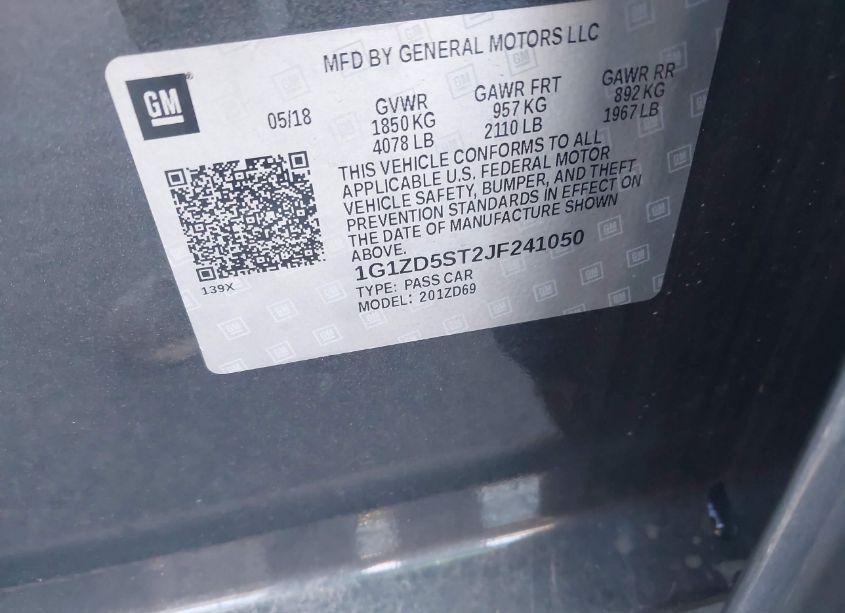 MFD BY GENERAL MOTORS LLC
GM
05/18
GVWR
1850 KG
4078 LB
GAWR FRT
957 KG
2110 LB
GAWR RR
892 KG
1967 LB
THIS VEHICLE CONFORMS TO ALL
APPLICABLE U.S. FEDERAL MOTOR
VEHICLE SAFETY, BUMPER, AND THEFT
PREVENTION STANDARDS IN EFFECT ON
THE DATE OF MANUFACTURE SHOWN
ABOVE.
1G1ZD5ST2JF241050
TYPE: PASS CAR
MODEL: 201ZD69
139X